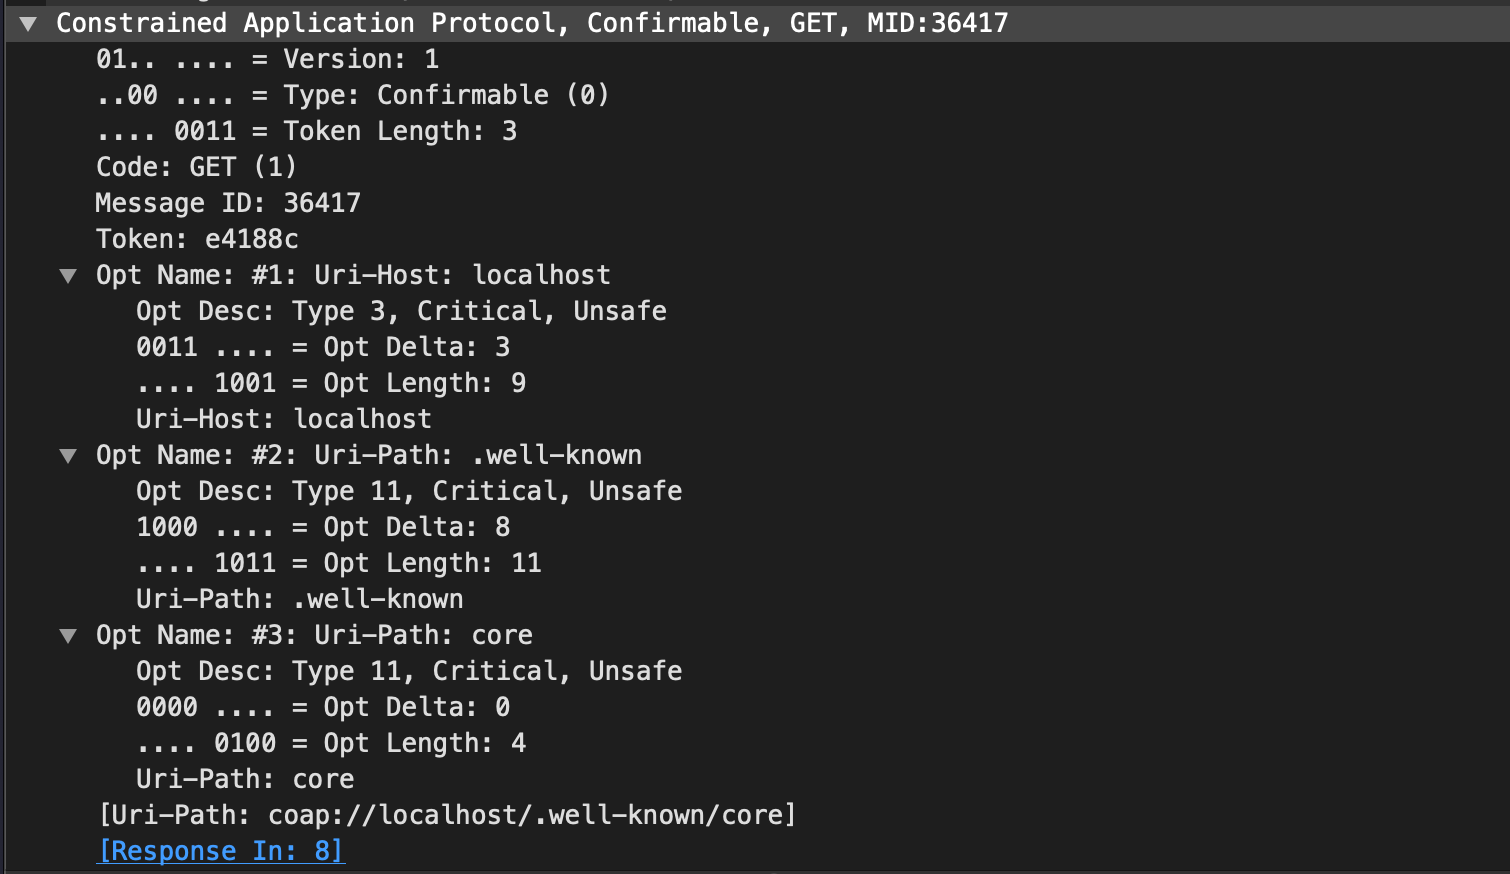 Constrained Application Protocol, Confirmable, GET, MID:36417
01.. .... = Version: 1
..00 .... = Type: Confirmable (0)
.... 0011 = Token Length: 3
Code: GET (1)
Message ID: 36417
Token: e4188c
Opt Name: #1: Uri-Host: localhost
Opt Desc: Type 3, Critical, Unsafe
0011 .... = Opt Delta: 3
.... 1001 = Opt Length: 9
Uri-Host: localhost
Opt Name: #2: Uri-Path: .well-known
Opt Desc: Type 11, Critical, Unsafe
1000 .... = Opt Delta: 8
.... 1011 = Opt Length: 11
Uri-Path: .well-known
Opt Name: #3: Uri-Path: core
Opt Desc: Type 11, Critical, Unsafe
0000 .... = Opt Delta: 0
.... 0100 = Opt Length: 4
Uri-Path: core
[Uri-Path: coap://localhost/.well-known/core]
[Response In: 8]